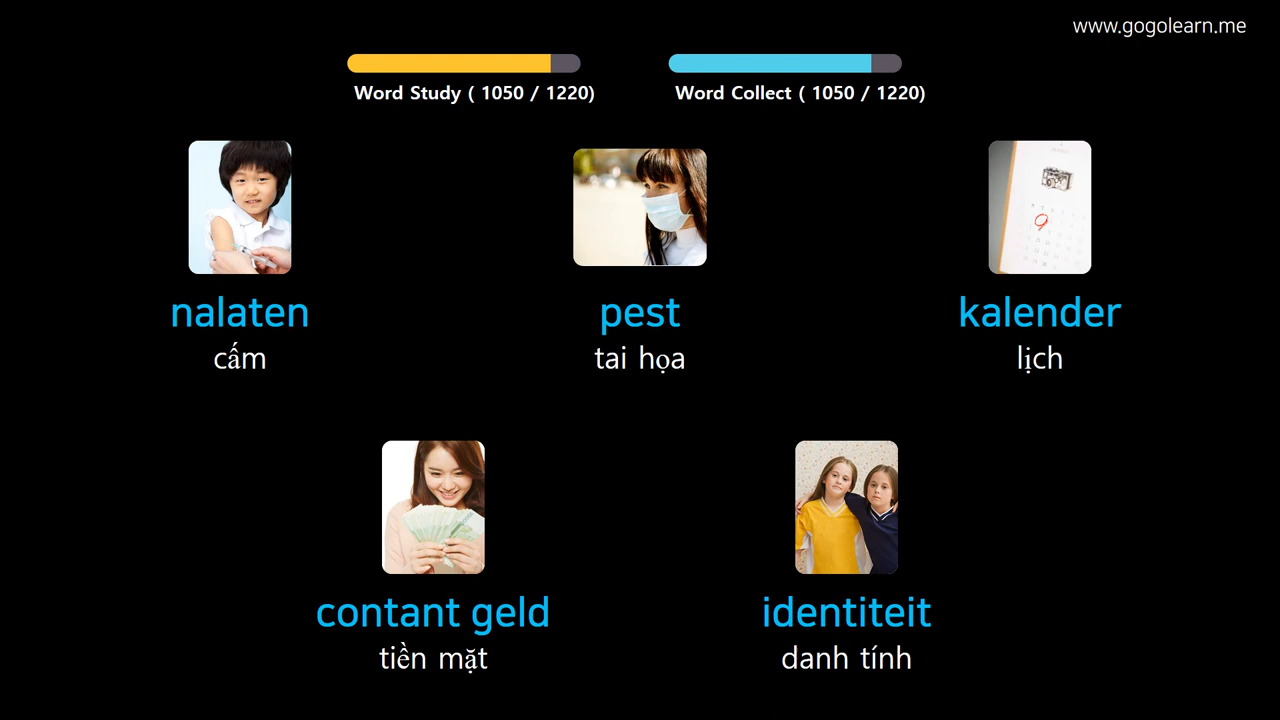 www.gogolearn.me
Word Study ( 1050 / 1220)
Word Collect ( 1050 / 1220)
nalaten
cấm
pest
tai họa
kalender
lịch
contant geld
tiền mặt
identiteit
danh tính